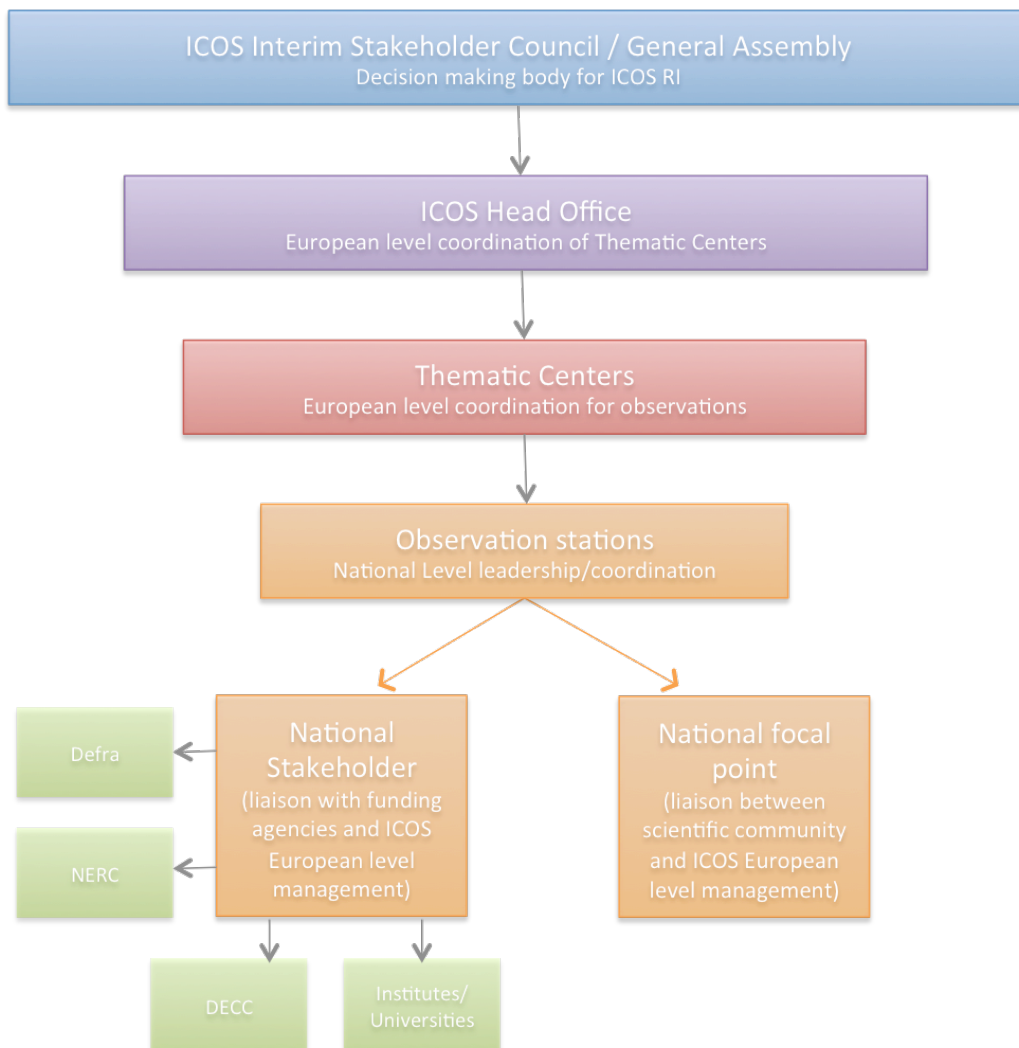 ICOS Interim Stakeholder Council / General Assembly
Decision making body for ICOS RI
ICOS Head Office
European level coordination of Thematic Centers
Thematic Centers
European level coordination for observations
Observation stations
National Level leadership/coordination
National
Stakeholder
(liaison with funding
agencies and ICOS
European level
management)
National focal
point
(liaison between
scientific community
and ICOS European
level management)
Defra
NERC
DECC
Institutes/
Universities